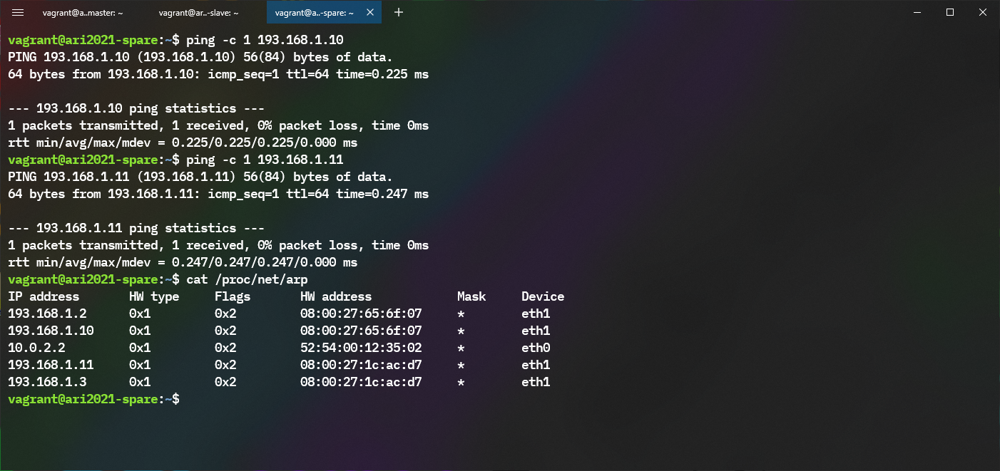 vagrant@a..master: ~ vagrant@ar..-slave: ~ vagrant@a..-spare: ~
vagrant@ari2021-spare:~$ ping -c 1 193.168.1.10
PING 193.168.1.10 (193.168.1.10) 56(84) bytes of data.
64 bytes from 193.168.1.10: icmp_seq=1 ttl=64 time=0.225 ms
--- 193.168.1.10 ping statistics ---
1 packets transmitted, 1 received, 0% packet loss, time 0ms
rtt min/avg/max/mdev = 0.225/0.225/0.225/0.000 ms
vagrant@ari2021-spare:~$ ping -c 1 193.168.1.11
PING 193.168.1.11 (193.168.1.11) 56(84) bytes of data.
64 bytes from 193.168.1.11: icmp_seq=1 ttl=64 time=0.247 ms
--- 193.168.1.11 ping statistics ---
1 packets transmitted, 1 received, 0% packet loss, time 0ms
rtt min/avg/max/mdev = 0.247/0.247/0.247/0.000 ms
vagrant@ari2021-spare:~$ cat /proc/net/arp
IP address HW type Flags HW address Mask Device
193.168.1.2 0x1 0x2 08:00:27:65:6f:07 * eth1
193.168.1.10 0x1 0x2 08:00:27:65:6f:07 * eth1
10.0.2.2 0x1 0x2 52:54:00:12:35:02 * eth0
193.168.1.11 0x1 0x2 08:00:27:1c:ac:d7 * eth1
193.168.1.3 0x1 0x2 08:00:27:1c:ac:d7 * eth1
vagrant@ari2021-spare:~$